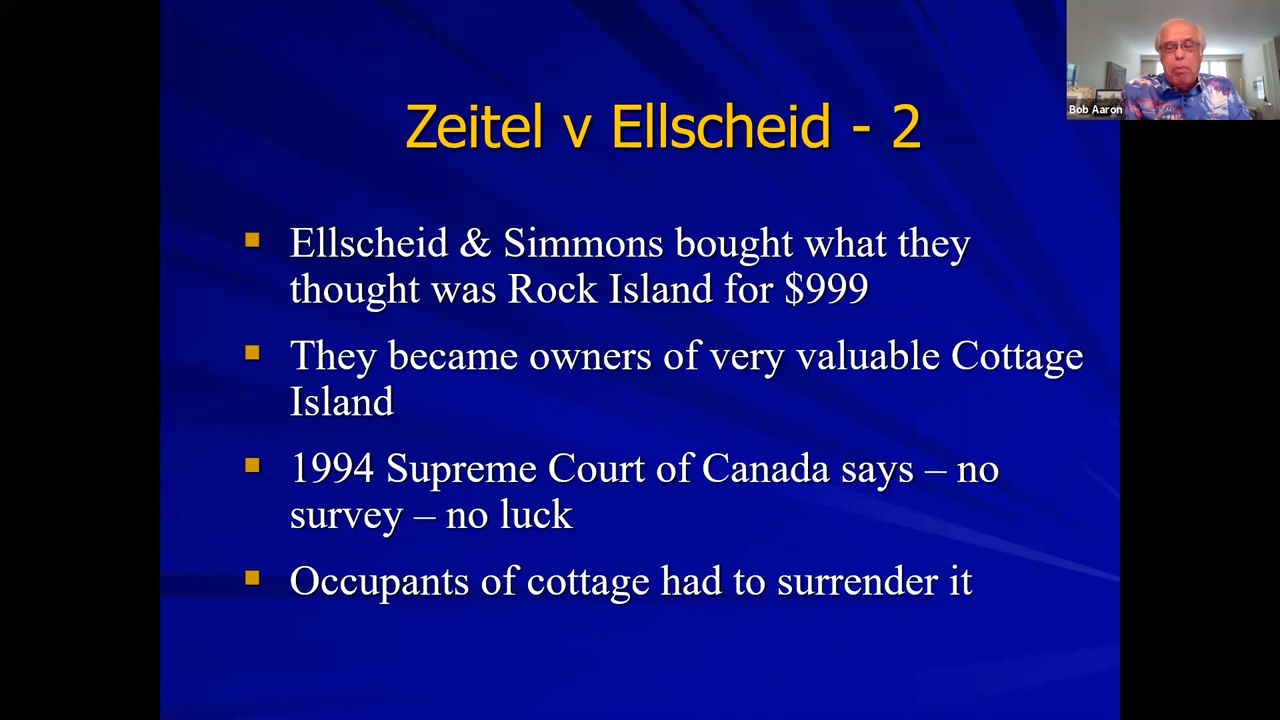 Zeitel v Ellscheid - 2
Bob Aaron
Ellscheid & Simmons bought what they
thought was Rock Island for $999
They became owners of very valuable Cottage
Island
1994 Supreme Court of Canada says – no
survey – no luck
Occupants of cottage had to surrender it